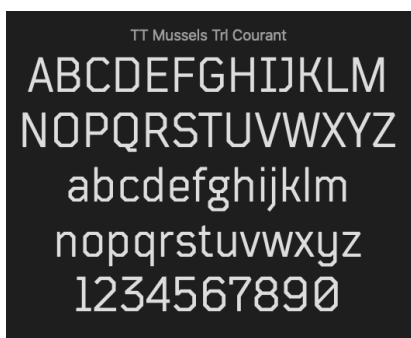 TT Mussels Trl Courant
ABCDEFGHIJKLM
NOPQRSTUVWXYZ
abcdefghijklm
nopqrstuvwxyz
1234567890